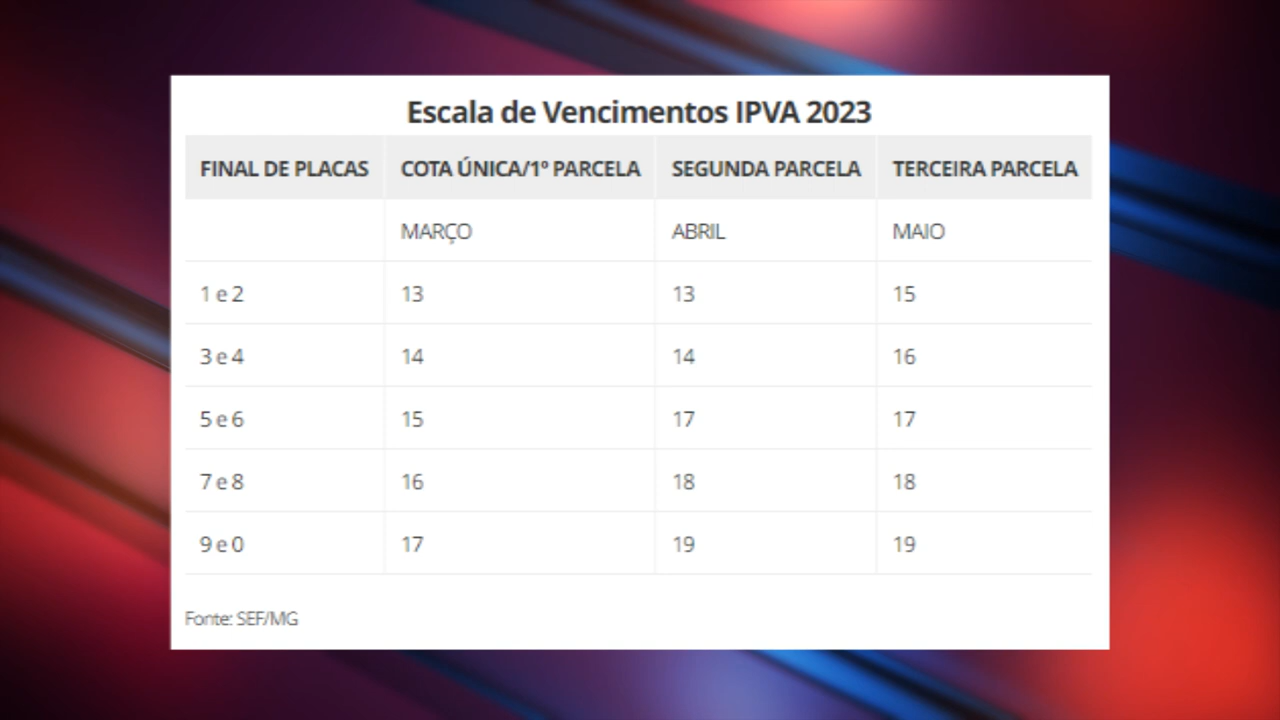 Escala de Vencimentos IPVA 2023
FINAL DE PLACAS COTA ÚNICA/1º PARCELA SEGUNDA PARCELA TERCEIRA PARCELA
MARÇO ABRIL MAIO
1 e 2 13 13 15
3 e 4 14 14 16
5 e 6 15 17 17
7 e 8 16 18 18
9 e 0 17 19 19
Fonte: SEF/MG